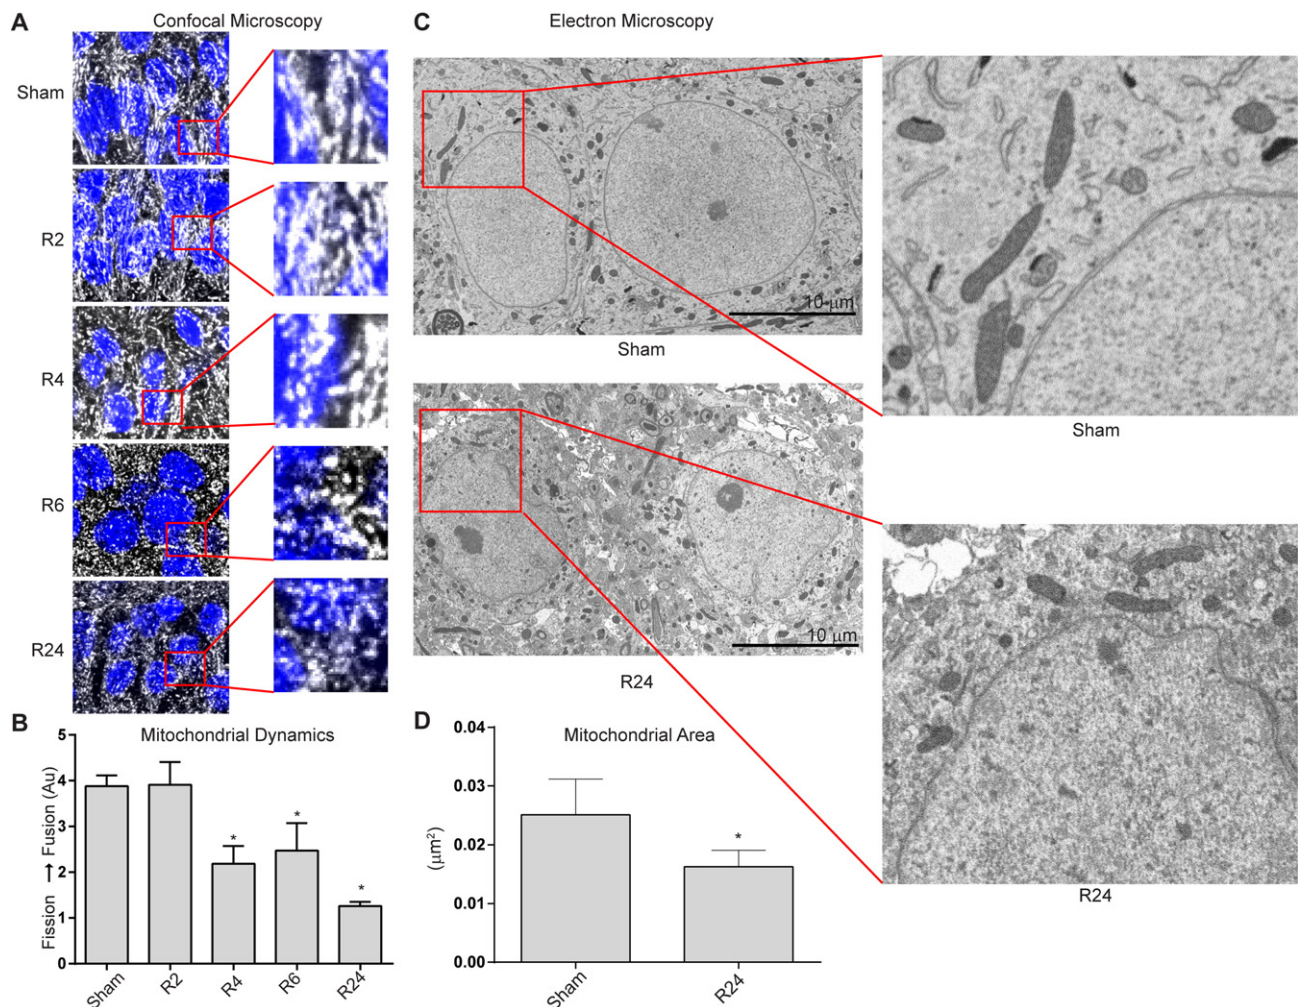 A
Confocal Microscopy
Sham
R2
R4
R6
R24
C
Electron Microscopy
10 μm
Sham
Sham
10 μm
R24
R24
B
Mitochondrial Dynamics
Fission → Fusion (Au)
5
4
3
2
1
0
*
*
*
Sham
R2
R4
R6
R24
D
Mitochondrial Area
(μm²)
0.04
0.03
0.02
0.01
0.00
*
Sham
R24